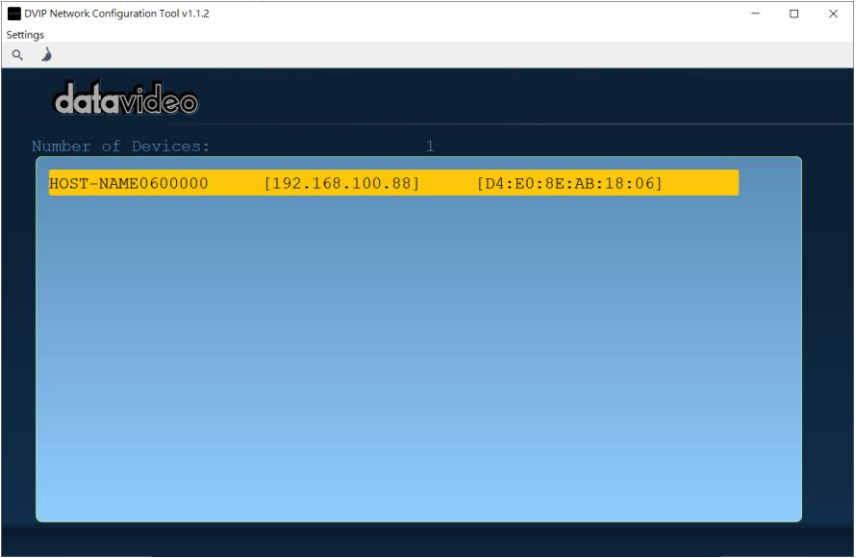 DVIP Network Configuration Tool v1.1.2
Settings
datavideo
Number of Devices: 1
HOST-NAME0600000 [192.168.100.88] [D4:E0:8E:AB:18:06]